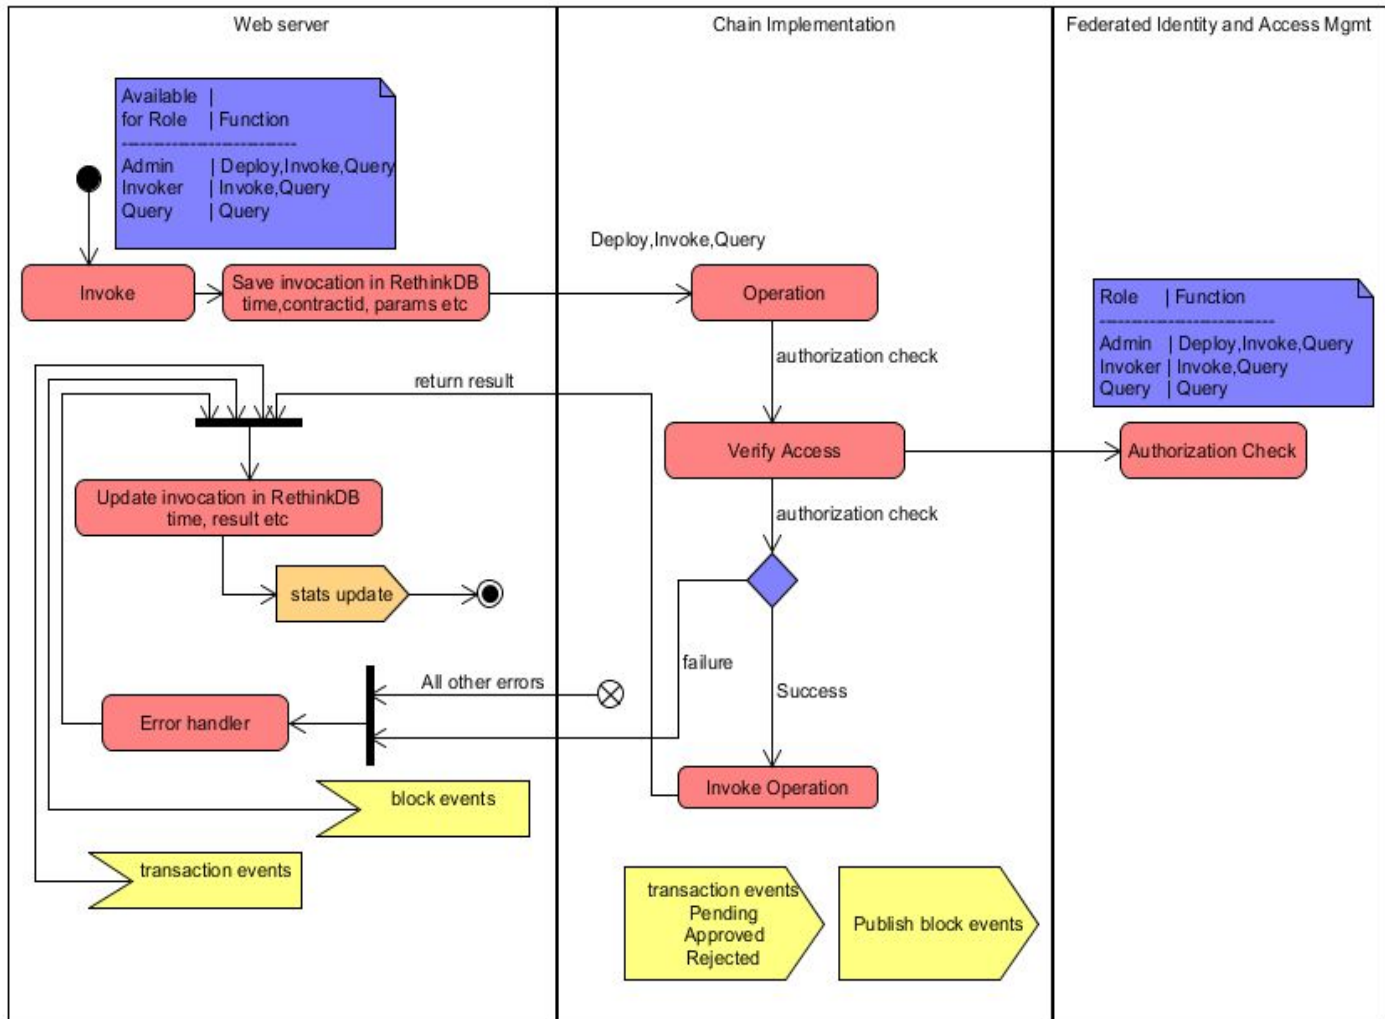 Web server
Chain Implementation
Federated Identity and Access Mgmt
Available |
for Role | Function
----------------------------
Admin | Deploy,Invoke,Query
Invoker | Invoke,Query
Query | Query
Deploy,Invoke,Query
Invoke
Save invocation in RethinkDB
time,contractid, params etc
Operation
Role | Function
----------------------------
Admin | Deploy,Invoke,Query
Invoker | Invoke,Query
Query | Query
authorization check
return result
Verify Access
Authorization Check
Update invocation in RethinkDB
time, result etc
authorization check
stats update
failure
All other errors
Success
Error handler
Invoke Operation
block events
transaction events
transaction events
Pending
Approved
Rejected
Publish block events